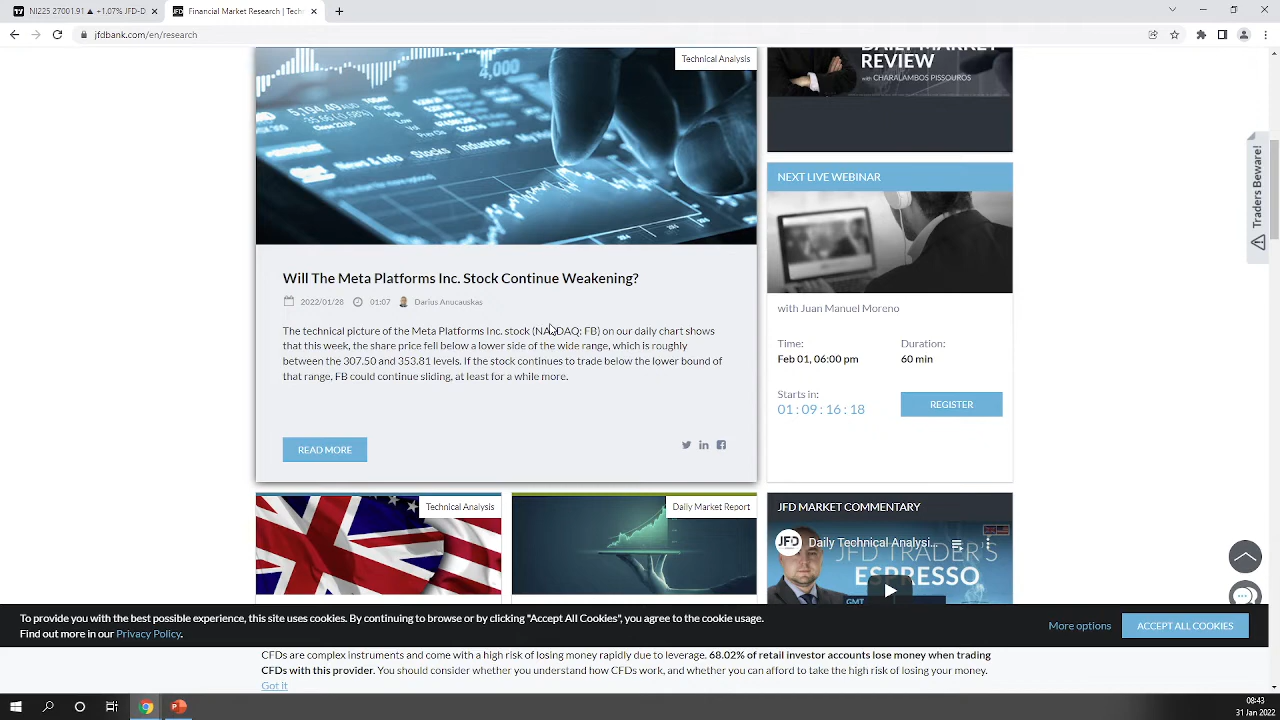 NI225 27001.91 ▲ +1.07% JFD-D
Financial Market Research | Tech
jfdbank.com/en/research
Technical Analysis
4,000
5,194.49
News & Info
Stocks
Industries
REVIEW
with CHARALAMBOS PISSOUROS
Traders Beware!
NEXT LIVE WEBINAR
Will The Meta Platforms Inc. Stock Continue Weakening?
2022/01/28 01:07 Darius Anucauskas
The technical picture of the Meta Platforms Inc. stock (NASDAQ: FB) on our daily chart shows
that this week, the share price fell below a lower side of the wide range, which is roughly
between the 307.50 and 353.81 levels. If the stock continues to trade below the lower bound of
that range, FB could continue sliding, at least for a while more.
READ MORE
with Juan Manuel Moreno
Time: Duration:
Feb 01, 06:00 pm 60 min
Starts in:
01 : 09 : 16 : 18
REGISTER
Technical Analysis
Daily Market Report
JFD MARKET COMMENTARY
JFD
Daily Technical Analysi...
JFD TRADER'S
ESPRESSO
GMT
To provide you with the best possible experience, this site uses cookies. By continuing to browse or by clicking "Accept All Cookies", you agree to the cookie usage.
Find out more in our Privacy Policy.
More options
ACCEPT ALL COOKIES
CFDs are complex instruments and come with a high risk of losing money rapidly due to leverage. 68.02% of retail investor accounts lose money when trading
CFDs with this provider. You should consider whether you understand how CFDs work and whether you can afford to take the high risk of losing your money.
Got it
08:43
31 Jan 2022